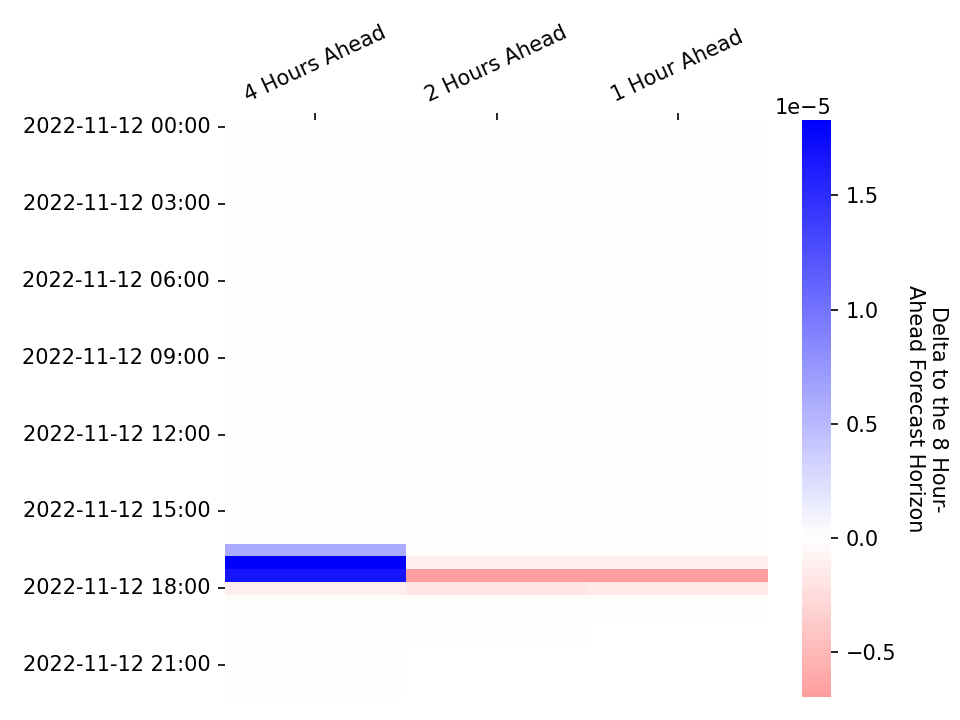 4 Hours Ahead
2 Hours Ahead
1 Hour Ahead
1e−5
2022-11-12 00:00
2022-11-12 03:00
2022-11-12 06:00
2022-11-12 09:00
2022-11-12 12:00
2022-11-12 15:00
2022-11-12 18:00
2022-11-12 21:00
1.5
1.0
0.5
0.0
−0.5
Delta to the 8 Hour-
Ahead Forecast Horizon